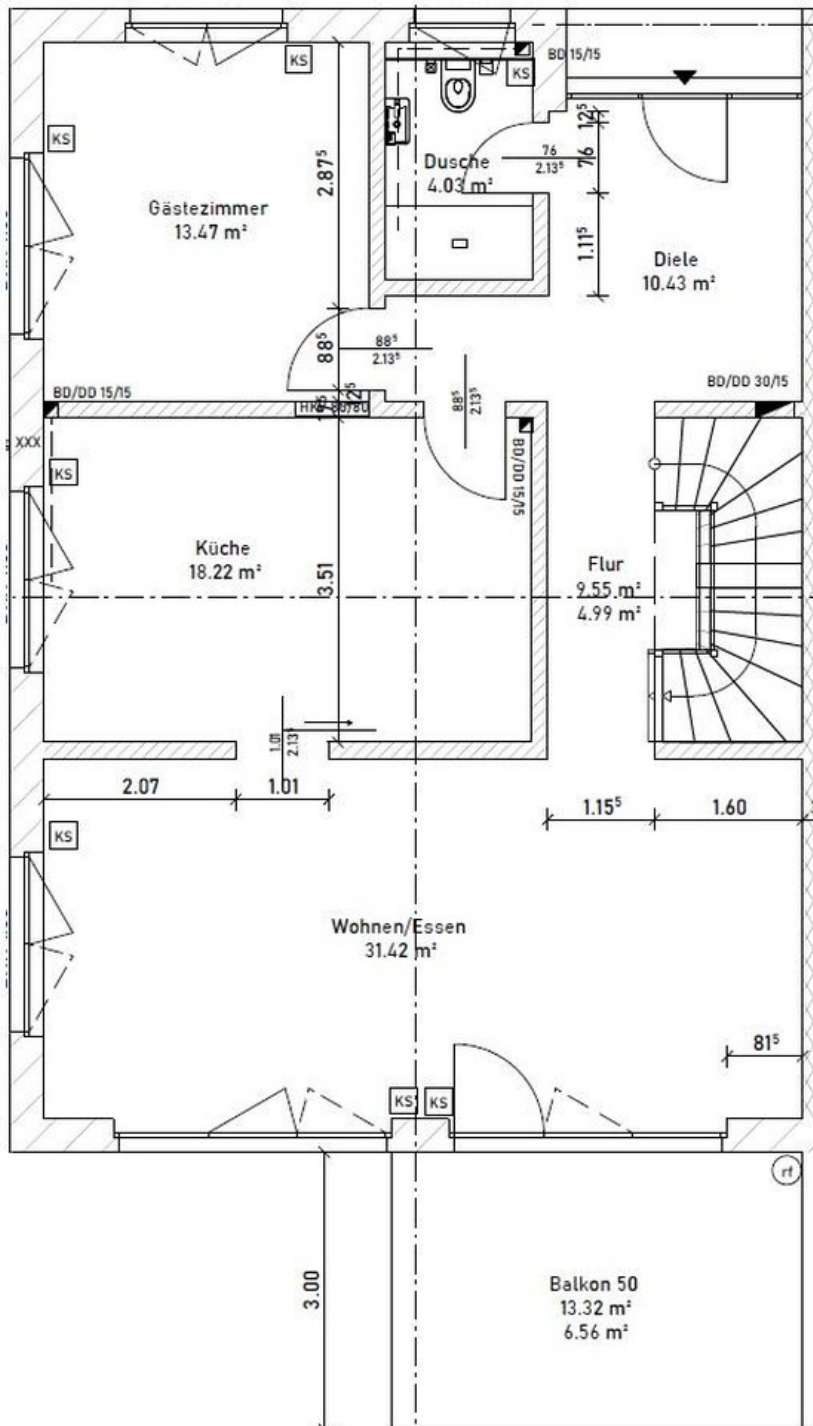 KS
KS
BD 15/15
KS
Dusche
4.03 m²
76
2.13⁵
12⁵
76
1.11⁵
2.87⁵
Gästezimmer
13.47 m²
Diele
10.43 m²
88⁵
88⁵
2.13⁵
88⁵
2.13⁵
BD/DD 15/15
BD/DD 30/15
XXX
KS
BD/DD 15/15
Küche
18.22 m²
3.51
Flur
9.55 m²
4.99 m²
1.01
2.13⁵
2.07
1.01
1.15⁵
1.60
KS
Wohnen/Essen
31.42 m²
81⁵
KS
KS
rf
3.00
Balkon 50
13.32 m²
6.56 m²